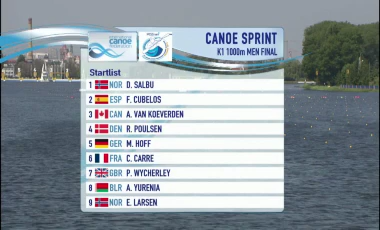 canoe
federation
CANOE SPRINT
K1 1000m MEN FINAL
Startlist
1 NOR D. SALBU
2 ESP F. CUBELOS
3 CAN A. VAN KOEVERDEN
4 DEN R. POULSEN
5 GER M. HOFF
6 FRA C. CARRE
7 GBR P. WYCHERLEY
8 BLR A. YURENIA
9 NOR E. LARSEN